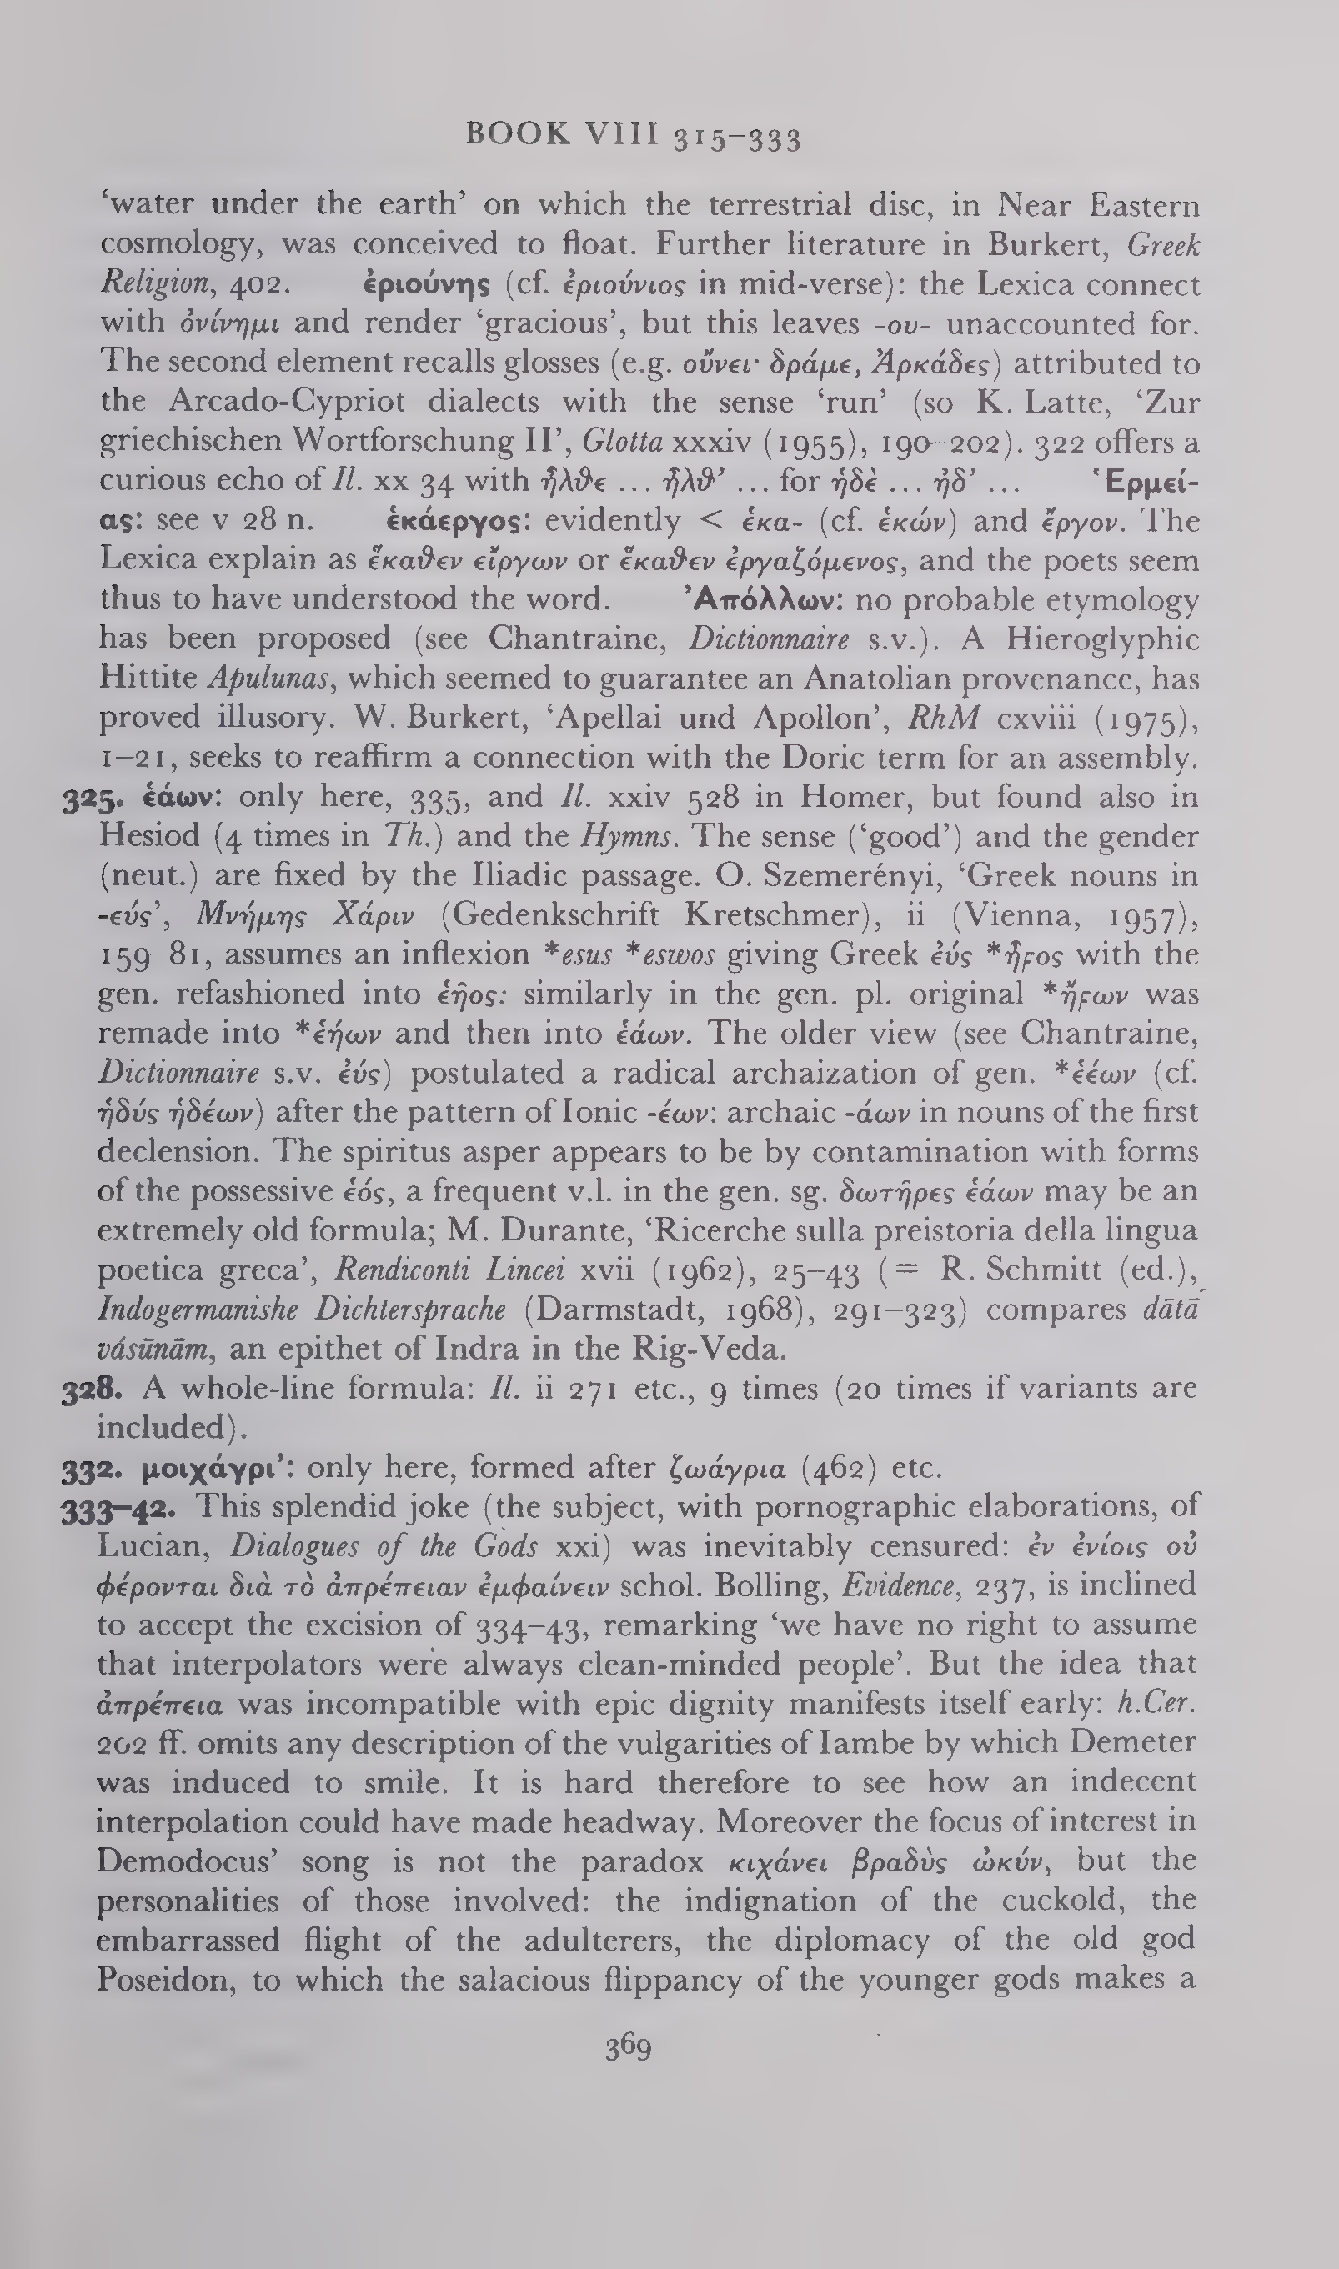 BOOK VIII 315–333
‘water under the earth’ on which the terrestrial disc, in Near Eastern
cosmology, was conceived to float. Further literature in Burkert, Greek
Religion, 402. ἐριούνης (cf. ἐριούνιος in mid-verse): the Lexica connect
with ὀνίνημι and render ‘gracious’, but this leaves -ου- unaccounted for.
The second element recalls glosses (e.g. οὔνει· δράμε, Ἀρκάδες) attributed to
the Arcado-Cypriot dialects with the sense ‘run’ (so K. Latte, ‘Zur
griechischen Wortforschung II’, Glotta xxxiv (1955), 190–202). 322 offers a
curious echo of Il. xx 34 with ἦλθε ... ἦλθ’ ... for ἠδὲ ... ἠδ’ ... Ἑρμεί-
ας: see v 28 n. ἑκάεργος: evidently < ἑκα- (cf. ἑκών) and ἔργον. The
Lexica explain as ἕκαθεν εἴργων or ἕκαθεν ἐργαζόμενος, and the poets seem
thus to have understood the word. Ἀπόλλων: no probable etymology
has been proposed (see Chantraine, Dictionnaire s.v.). A Hieroglyphic
Hittite Apulunas, which seemed to guarantee an Anatolian provenance, has
proved illusory. W. Burkert, ‘Apellai und Apollon’, RhM cxviii (1975),
1–21, seeks to reaffirm a connection with the Doric term for an assembly.
325. ἐάων: only here, 335, and Il. xxiv 528 in Homer, but found also in
Hesiod (4 times in Th.) and the Hymns. The sense (‘good’) and the gender
(neut.) are fixed by the Iliadic passage. O. Szemerényi, ‘Greek nouns in
-εύς’, Μνήμης Χάριν (Gedenkschrift Kretschmer), ii (Vienna, 1957),
159 81, assumes an inflexion *esus *eswos giving Greek ἐύς *ἦϝος with the
gen. refashioned into ἐῆος: similarly in the gen. pl. original *ἤϝων was
remade into *ἐήων and then into ἐάων. The older view (see Chantraine,
Dictionnaire s.v. ἐύς) postulated a radical archaization of gen. *ἐέων (cf.
ἡδύς ἡδέων) after the pattern of Ionic -έων: archaic -άων in nouns of the first
declension. The spiritus asper appears to be by contamination with forms
of the possessive ἑός, a frequent v.l. in the gen. sg. δωτῆρες ἐάων may be an
extremely old formula; M. Durante, ‘Ricerche sulla preistoria della lingua
poetica greca’, Rendiconti Lincei xvii (1962), 25–43 (= R. Schmitt (ed.),
Indogermanishe Dichtersprache (Darmstadt, 1968), 291–323) compares dātā
vásūnām, an epithet of Indra in the Rig-Veda.
328. A whole-line formula: Il. ii 271 etc., 9 times (20 times if variants are
included).
332. μοιχάγρι’: only here, formed after ζωάγρια (462) etc.
333–42. This splendid joke (the subject, with pornographic elaborations, of
Lucian, Dialogues of the Gods xxi) was inevitably censured: ἐν ἐνίοις οὐ
φέρονται διὰ τὸ ἀπρέπειαν ἐμφαίνειν schol. Bolling, Evidence, 237, is inclined
to accept the excision of 334–43, remarking ‘we have no right to assume
that interpolators were always clean-minded people’. But the idea that
ἀπρέπεια was incompatible with epic dignity manifests itself early: h.Cer.
202 ff. omits any description of the vulgarities of Iambe by which Demeter
was induced to smile. It is hard therefore to see how an indecent
interpolation could have made headway. Moreover the focus of interest in
Demodocus’ song is not the paradox κιχάνει βραδὺς ὠκύν, but the
personalities of those involved: the indignation of the cuckold, the
embarrassed flight of the adulterers, the diplomacy of the old god
Poseidon, to which the salacious flippancy of the younger gods makes a
369